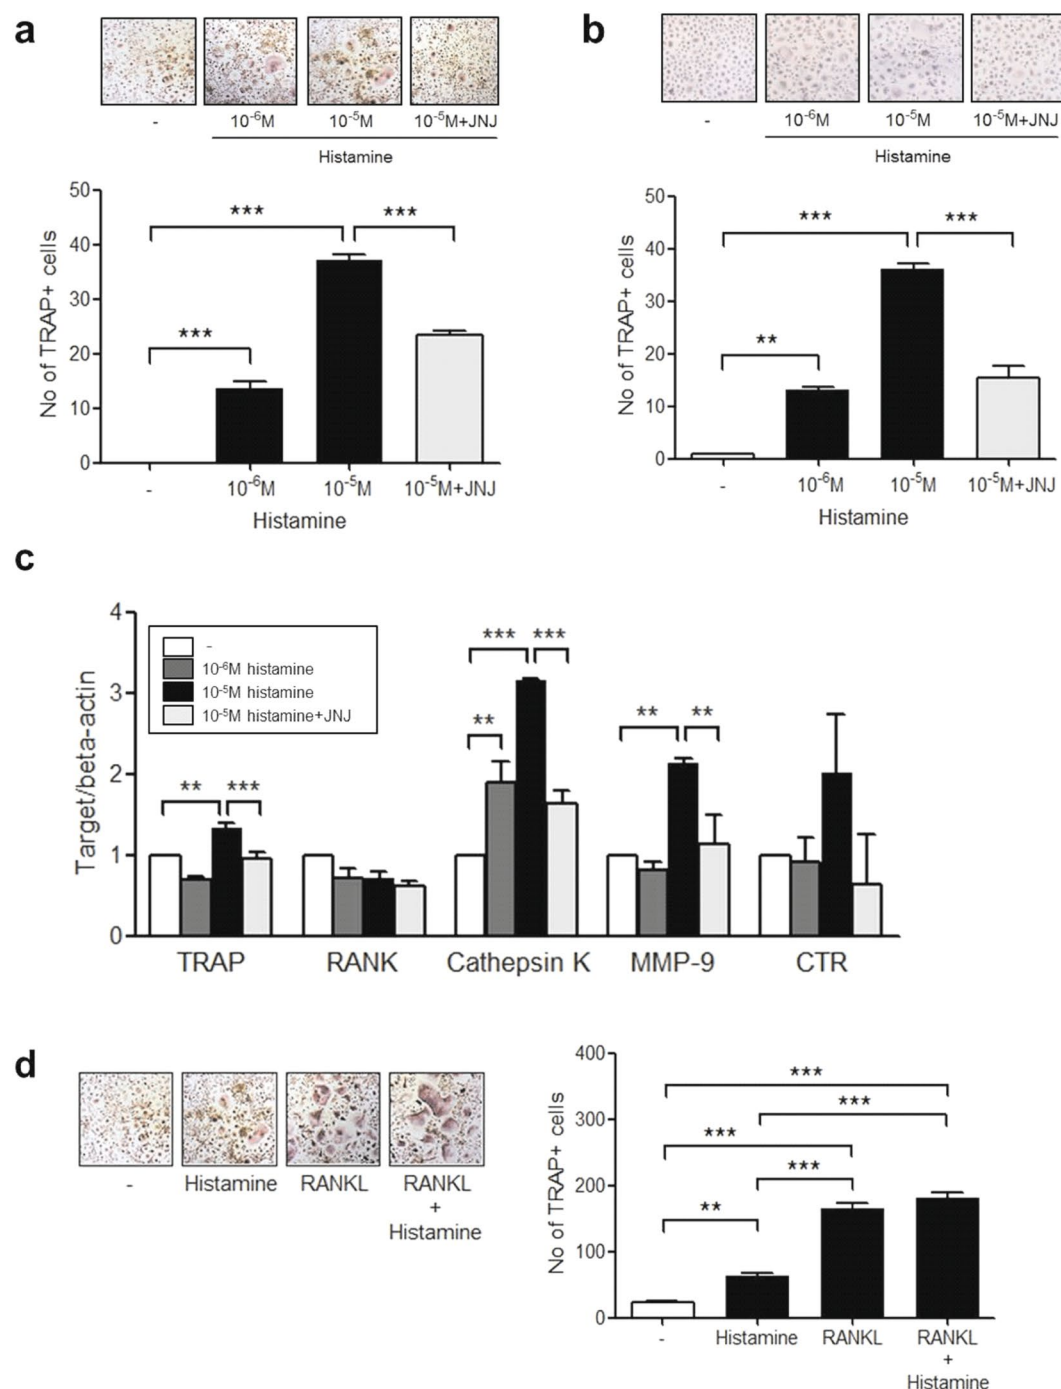 a
-
10⁻⁶M
10⁻⁵M
10⁻⁵M+JNJ
Histamine
No of TRAP+ cells
50
40
30
20
10
0
***
***
***
-
10⁻⁶M
10⁻⁵M
10⁻⁵M+JNJ
Histamine
b
-
10⁻⁶M
10⁻⁵M
10⁻⁵M+JNJ
Histamine
No of TRAP+ cells
50
40
30
20
10
0
***
***
**
-
10⁻⁶M
10⁻⁵M
10⁻⁵M+JNJ
Histamine
c
Target/beta-actin
4
3
2
1
0
-
10⁻⁶M histamine
10⁻⁵M histamine
10⁻⁵M histamine+JNJ
**
***
***
***
**
**
**
TRAP
RANK
Cathepsin K
MMP-9
CTR
d
-
Histamine
RANKL
RANKL
+
Histamine
No of TRAP+ cells
400
300
200
100
0
***
***
***
***
**
-
Histamine
RANKL
RANKL
+
Histamine